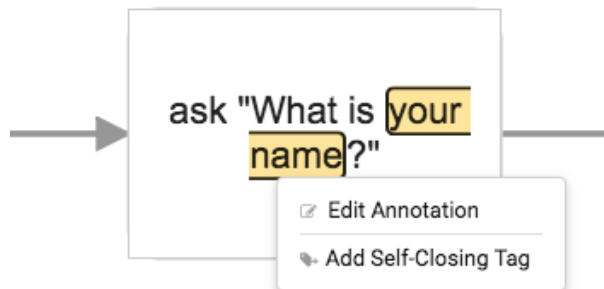 ask "What is your
name?"
Edit Annotation
Add Self-Closing Tag